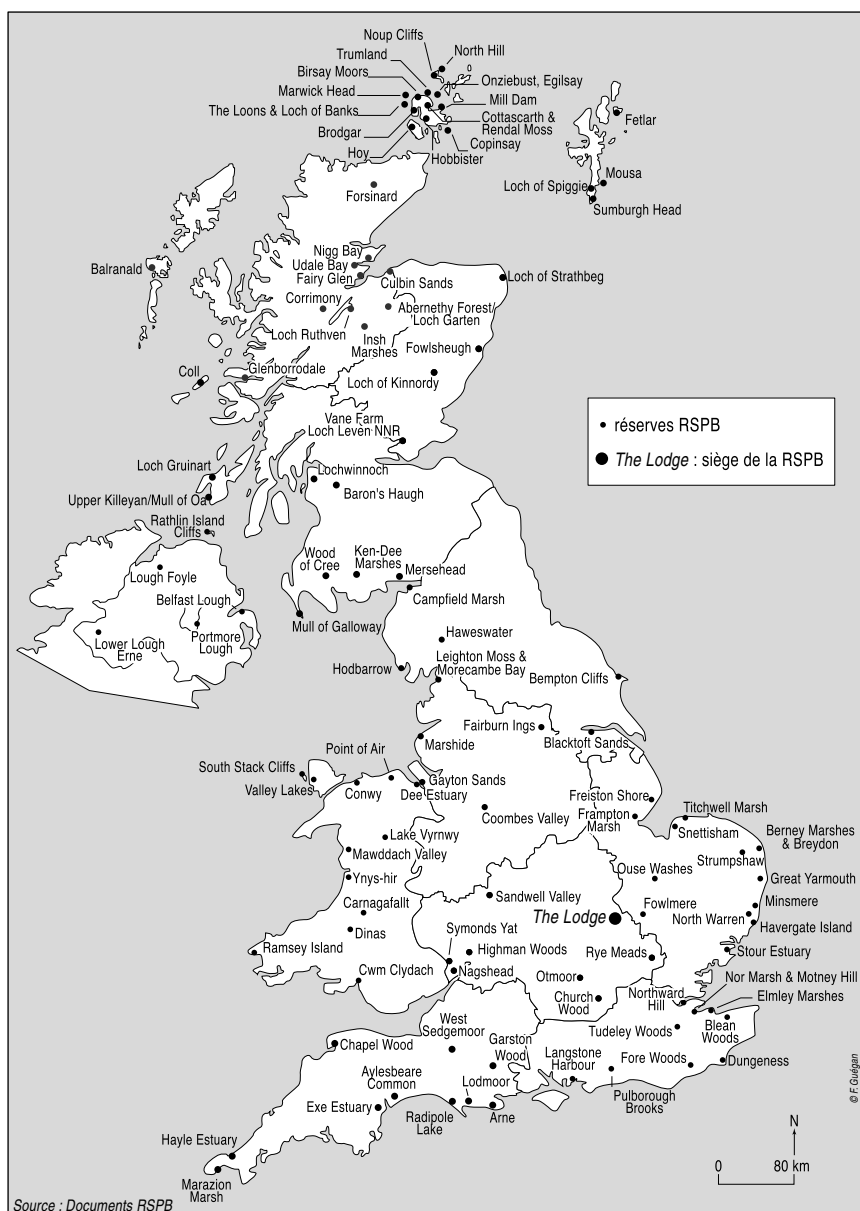 Noup Cliffs
North Hill
Trumland
Onziebust, Egilsay
Birsay Moors
Marwick Head
Mill Dam
The Loons & Loch of Banks
Cottascarth &
Rendal Moss
Brodgar
Copinsay
Hoy
Hobbister
Fetlar
Mousa
Loch of Spiggie
Sumburgh Head
Forsinard
Nigg Bay
Udale Bay
Fairy Glen
Balranald
Culbin Sands
Loch of Strathbeg
Corrimony
Abernethy Forest/
Loch Garten
Loch Ruthven
Insh
Marshes
Fowlsheugh
Coll
Glenborrodale
Loch of Kinnordy
Vane Farm
Loch Leven NNR
réserves RSPB
The Lodge : siège de la RSPB
Loch Gruinart
Lochwinnoch
Baron's Haugh
Upper Killeyan/Mull of Oa
Rathlin Island
Cliffs
Wood
of Cree
Ken-Dee
Marshes
Mersehead
Lough Foyle
Campfield Marsh
Belfast Lough
Mull of Galloway
Lower Lough
Erne
Portmore
Lough
Haweswater
Leighton Moss &
Morecambe Bay
Hodbarrow
Bempton Cliffs
Fairburn Ings
Marshide
Blacktoft Sands
Point of Air
South Stack Cliffs
Valley Lakes
Conwy
Gayton Sands
Dee Estuary
Coombes Valley
Freiston Shore
Frampton
Marsh
Titchwell Marsh
Snettisham
Berney Marshes
& Breydon
Lake Vyrnwy
Mawddach Valley
Strumpshaw
Ouse Washes
Great Yarmouth
Ynys-hir
Sandwell Valley
Carnagafallt
The Lodge
Fowlmere
Minsmere
North Warren
Havergate Island
Dinas
Symonds Yat
Highman Woods
Rye Meads
Stour Estuary
Ramsey Island
Nagshead
Cwm Clydach
Otmoor
Nor Marsh & Motney Hill
Northward
Hill
Elmley Marshes
Church
Wood
Blean
Woods
Tudeley Woods
Chapel Wood
West
Sedgemoor
Garston
Wood
Langstone
Harbour
Fore Woods
Dungeness
Aylesbeare
Common
Lodmoor
Pulborough
Brooks
Exe Estuary
Radipole
Lake
Arne
Hayle Estuary
Marazion
Marsh
N
0 80 km
© F. Guégan
Source : Documents RSPB